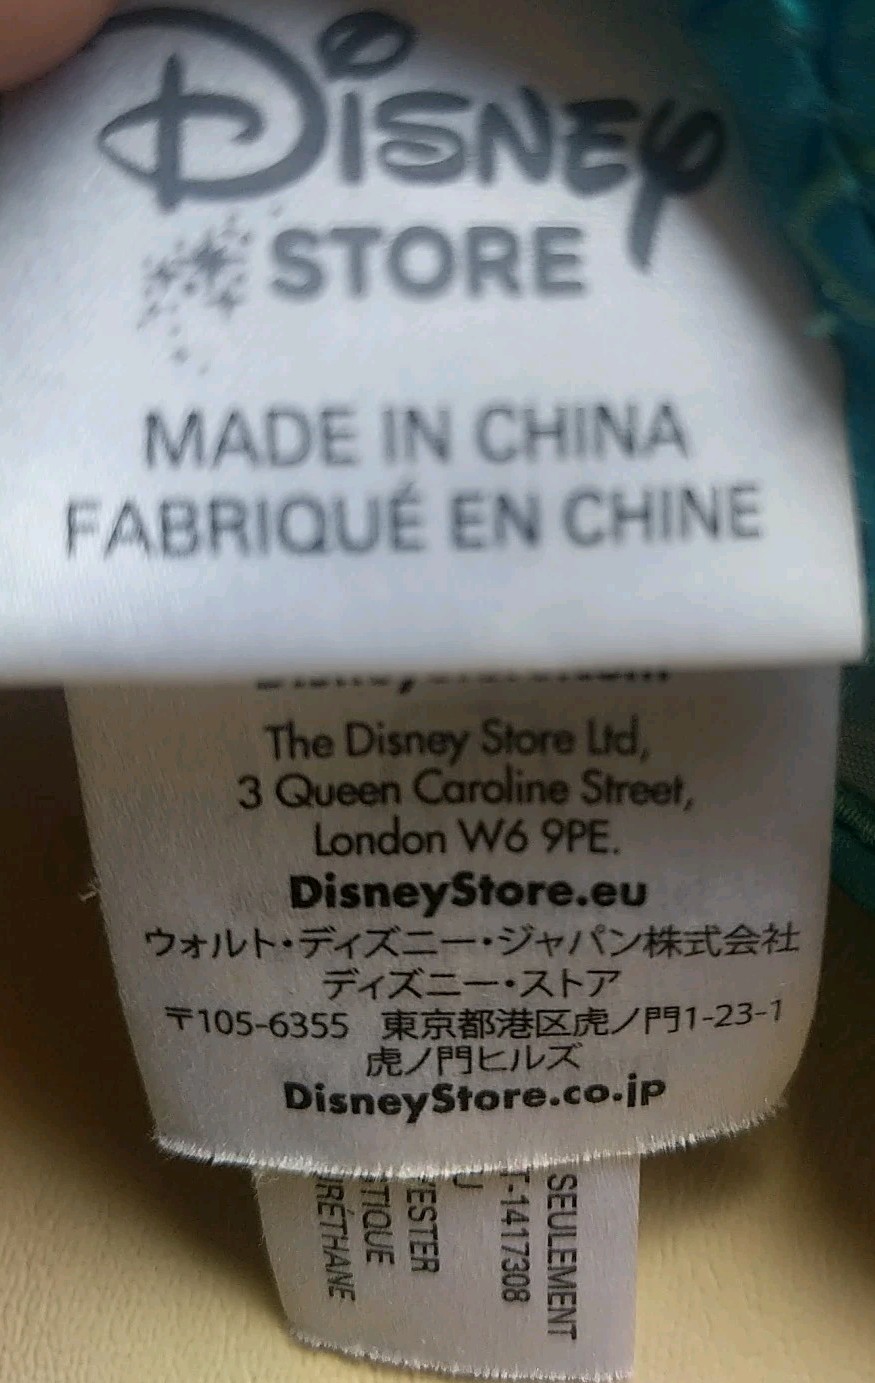 Disney
STORE
MADE IN CHINA
FABRIQUÉ EN CHINE
The Disney Store Ltd,
3 Queen Caroline Street,
London W6 9PE.
DisneyStore.eu
ウォルト・ディズニー・ジャパン株式会社
ディズニー・ストア
〒105-6355 東京都港区虎ノ門1-23-1
虎ノ門ヒルズ
DisneyStore.co.jp
SEULEMENT
T-1417308
U
ESTER
TIQUE
URÉTHANE